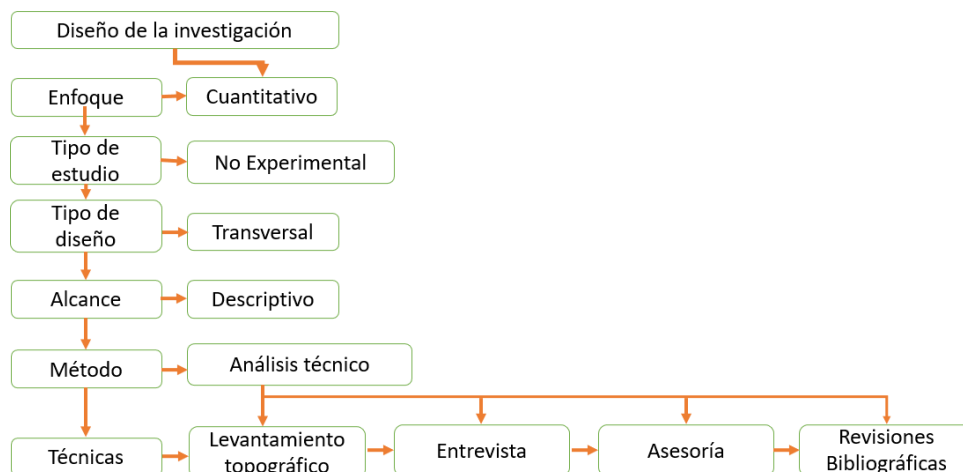 Diseño de la investigación
Enfoque
Cuantitativo
Tipo de
estudio
No Experimental
Tipo de
diseño
Transversal
Alcance
Descriptivo
Método
Análisis técnico
Técnicas
Levantamiento
topográfico
Entrevista
Asesoría
Revisiones
Bibliográficas